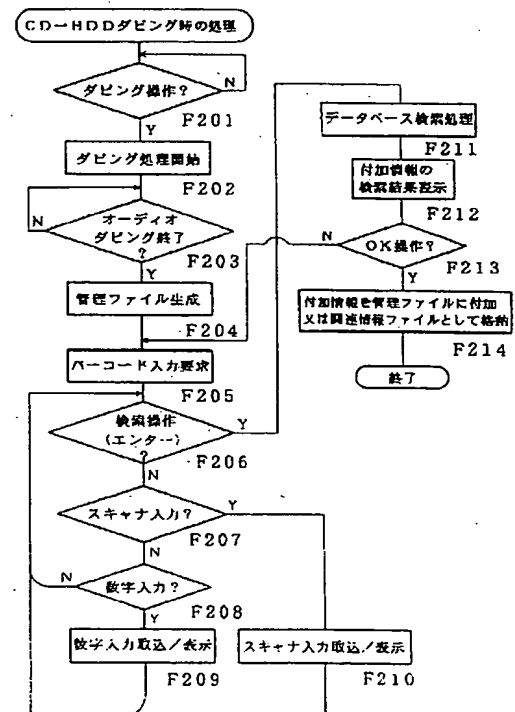 CD→HDDダビング時の処理
ダビング操作?
N
Y
F201
ダビング処理開始
F202
オーディオ
ダビング終了
?
N
Y
F203
管理ファイル生成
F204
バーコード入力要求
F205
検索操作
(エンター)
?
Y
F206
N
スキャナ入力?
Y
F207
N
数字入力?
N
F208
Y
数字入力取込/表示
F209
スキャナ入力取込/表示
F210
データベース検索処理
F211
付加情報の
検索結果表示
F212
N
OK操作?
F213
Y
付加情報を管理ファイルに付加
又は関連情報ファイルとして格納
F214
終了